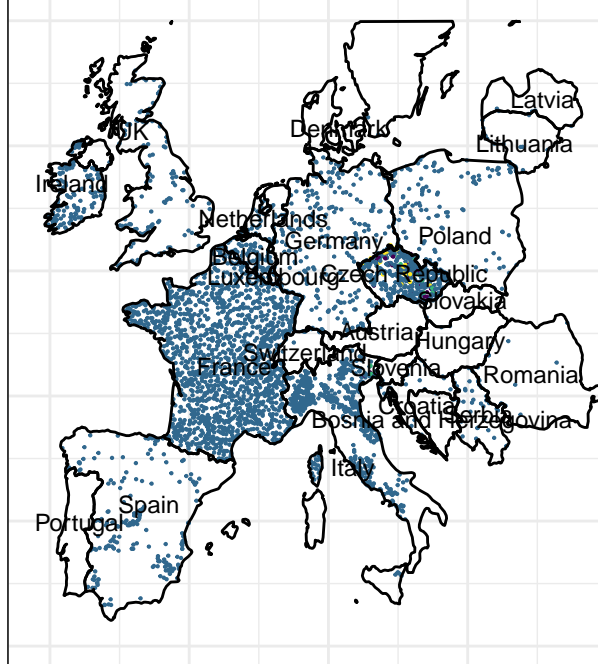 Latvia
UK
Denmark
Lithuania
Ireland
Netherlands
Germany
Poland
Belgium
Luxembourg
Czech Republic
Slovakia
Austria
Hungary
Switzerland
France
Slovenia
Romania
Croatia
Serbia
Bosnia and Herzegovina
Italy
Spain
Portugal